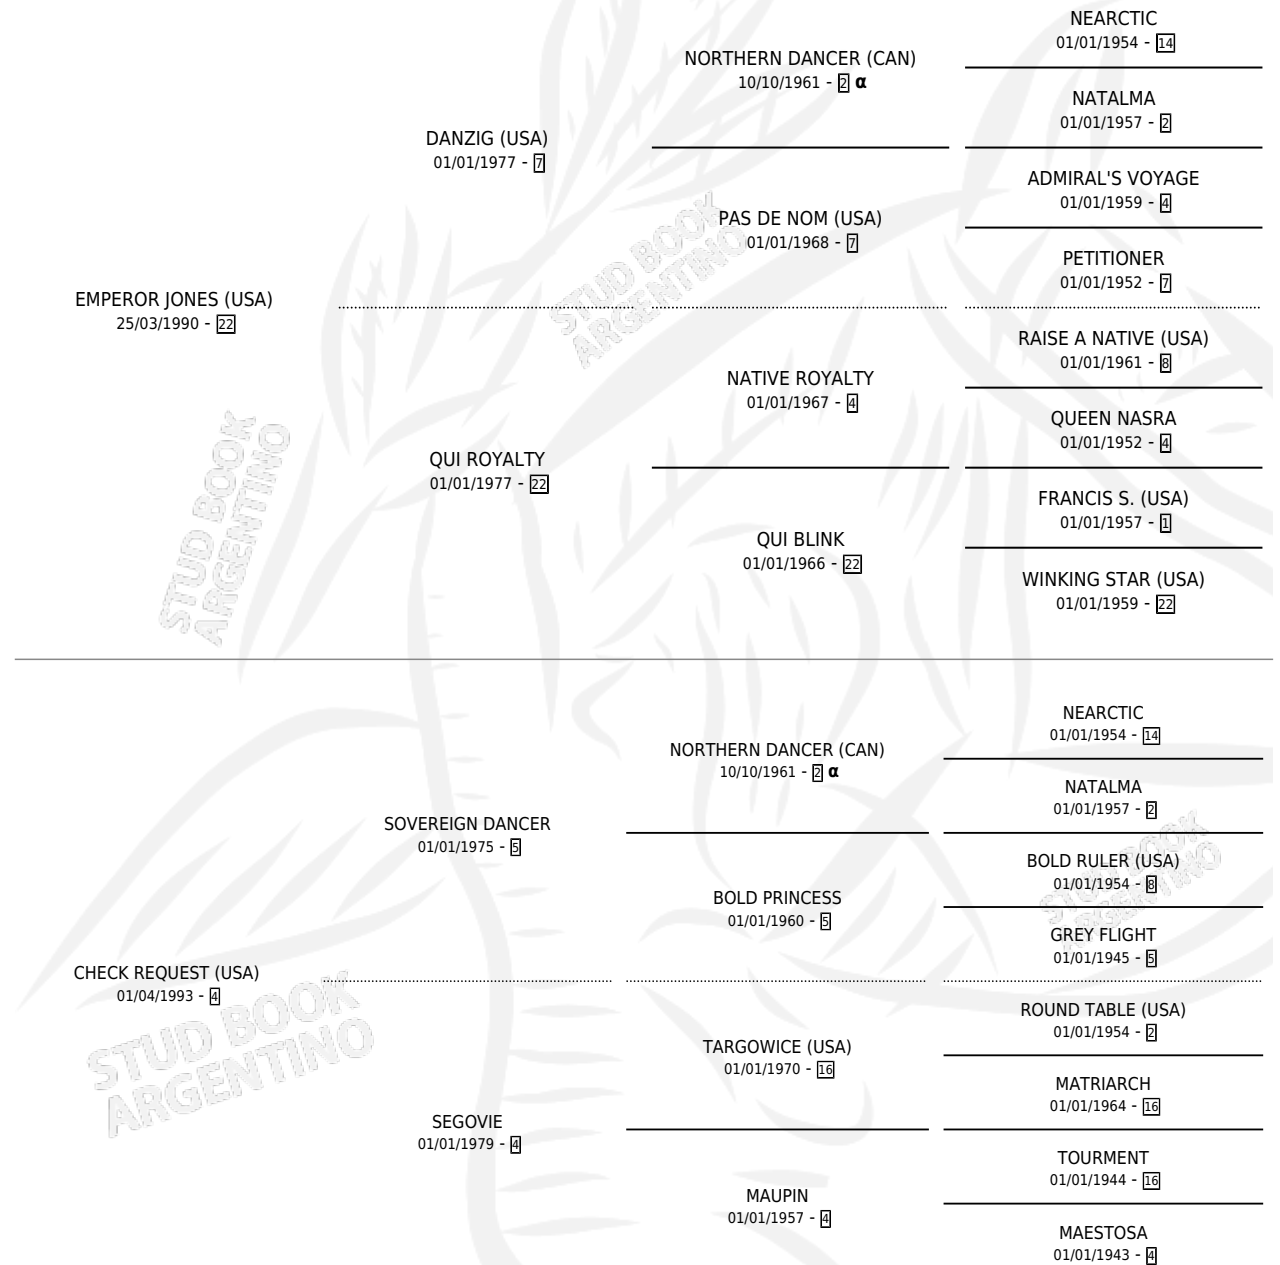 NEARCTIC
01/01/1954 - 14
NORTHERN DANCER (CAN)
10/10/1961 - 2 α
NATALMA
01/01/1957 - 2
DANZIG (USA)
01/01/1977 - 7
ADMIRAL'S VOYAGE
01/01/1959 - 4
PAS DE NOM (USA)
01/01/1968 - 7
PETITIONER
01/01/1952 - 7
STUD BOOK
ARGENTINO
EMPEROR JONES (USA)
25/03/1990 - 22
RAISE A NATIVE (USA)
01/01/1961 - 8
NATIVE ROYALTY
01/01/1967 - 4
QUEEN NASRA
01/01/1952 - 4
QUI ROYALTY
01/01/1977 - 22
FRANCIS S. (USA)
01/01/1957 - 1
QUI BLINK
01/01/1966 - 22
WINKING STAR (USA)
01/01/1959 - 22
STUD BOOK
ARGENTINO
NEARCTIC
01/01/1954 - 14
NORTHERN DANCER (CAN)
10/10/1961 - 2 α
NATALMA
01/01/1957 - 2
SOVEREIGN DANCER
01/01/1975 - 5
BOLD RULER (USA)
01/01/1954 - 8
BOLD PRINCESS
01/01/1960 - 5
GREY FLIGHT
01/01/1945 - 5
STUD BOOK
ARGENTINO
CHECK REQUEST (USA)
01/04/1993 - 4
ROUND TABLE (USA)
01/01/1954 - 2
TARGOWICE (USA)
01/01/1970 - 16
MATRIARCH
01/01/1964 - 16
SEGOVIE
01/01/1979 - 4
TOURMENT
01/01/1944 - 16
MAUPIN
01/01/1957 - 4
MAESTOSA
01/01/1943 - 4
STUD BOOK
ARGENTINO